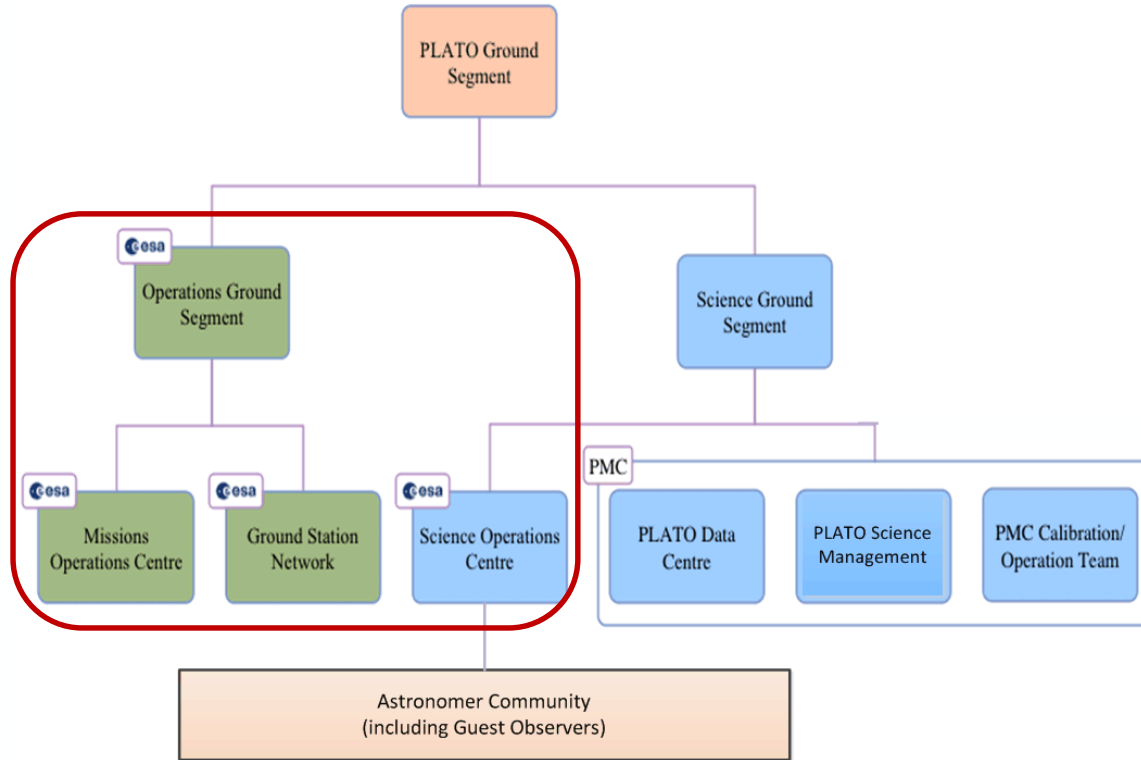 PLATO Ground
Segment
esa
Operations Ground
Segment
Science Ground
Segment
PMC
esa
Missions
Operations Centre
esa
Ground Station
Network
esa
Science Operations
Centre
PLATO Data
Centre
PLATO Science
Management
PMC Calibration/
Operation Team
Astronomer Community
(including Guest Observers)